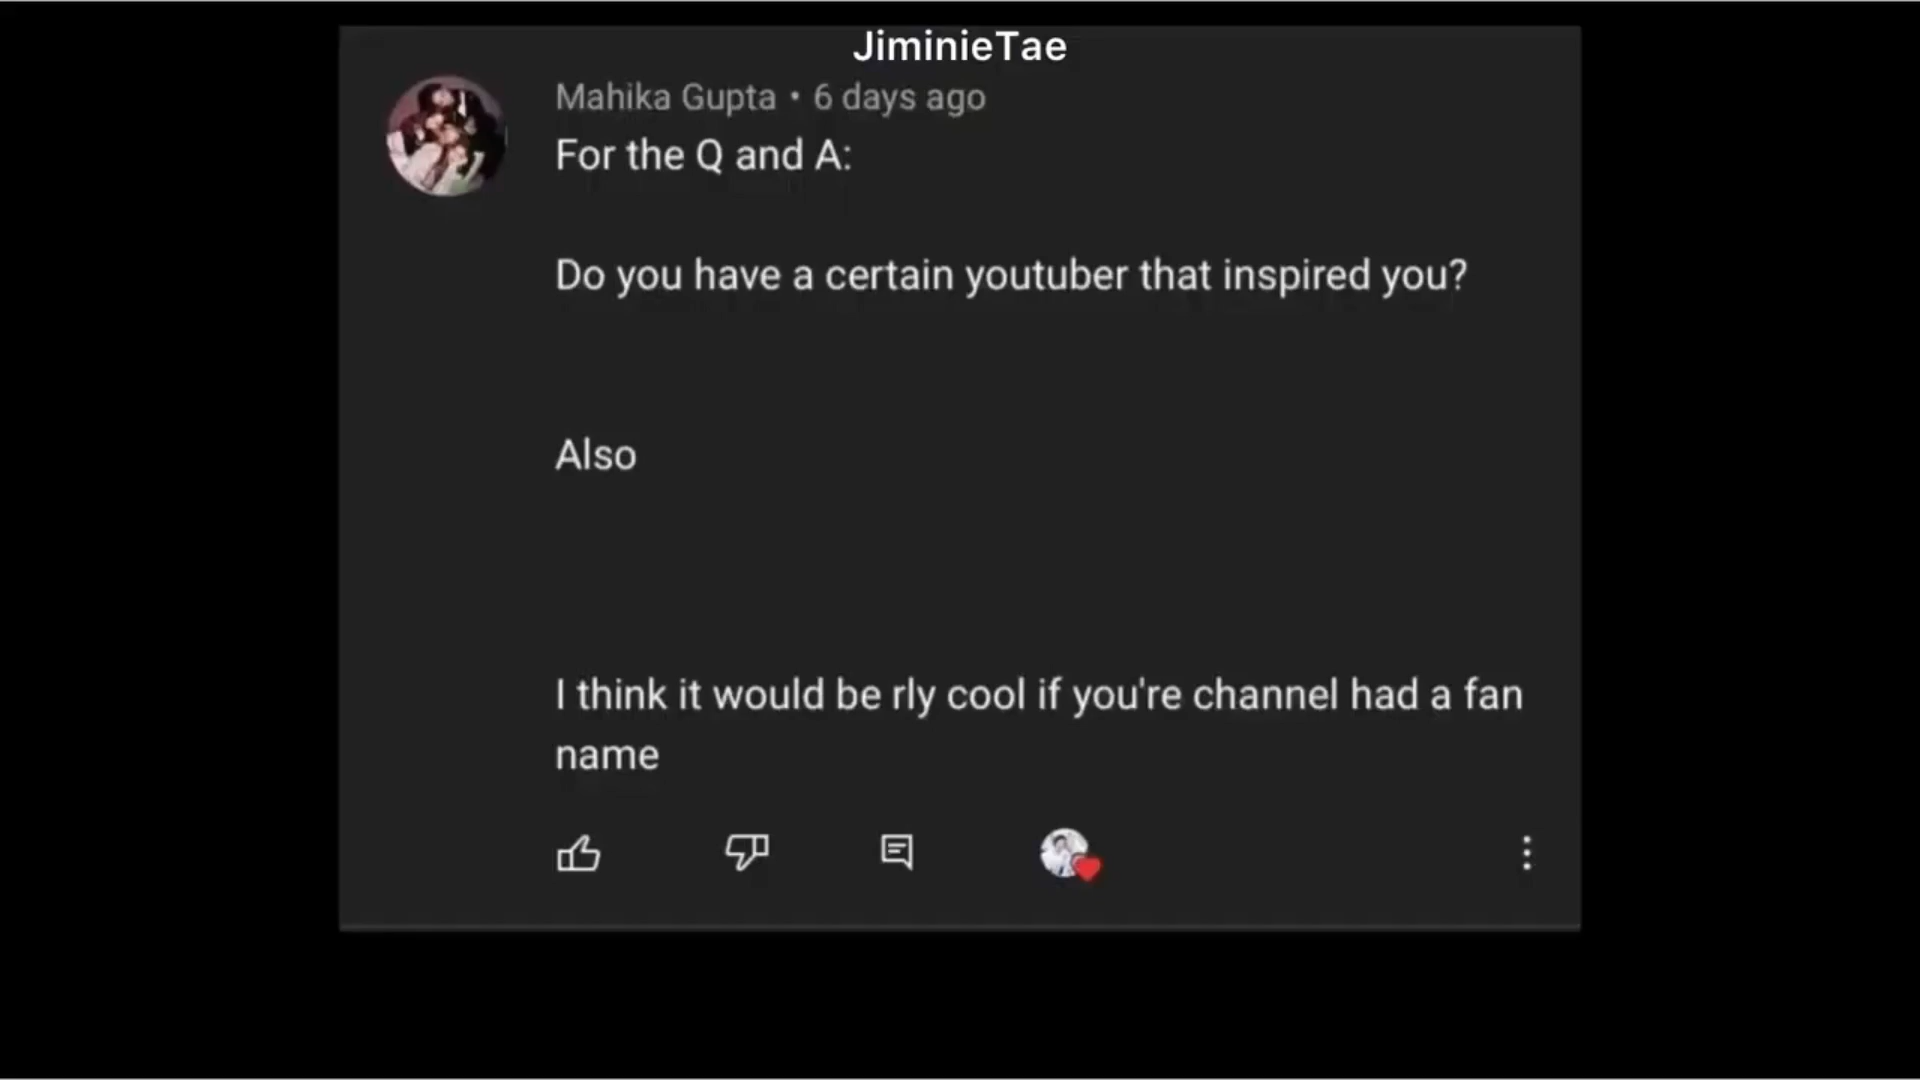 JiminieTae
Mahika Gupta • 6 days ago
For the Q and A:
Do you have a certain youtuber that inspired you?
Also
I think it would be rly cool if you're channel had a fan
name